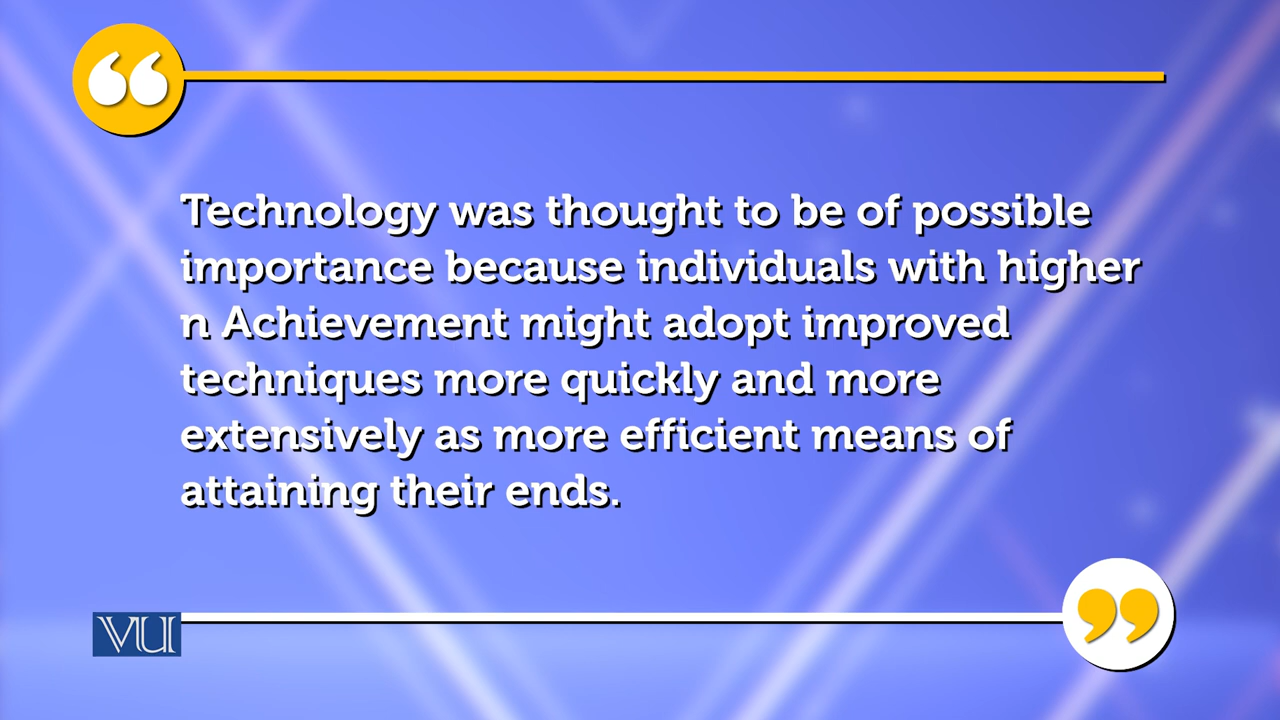 Technology was thought to be of possible
importance because individuals with higher
n Achievement might adopt improved
techniques more quickly and more
extensively as more efficient means of
attaining their ends.
VU